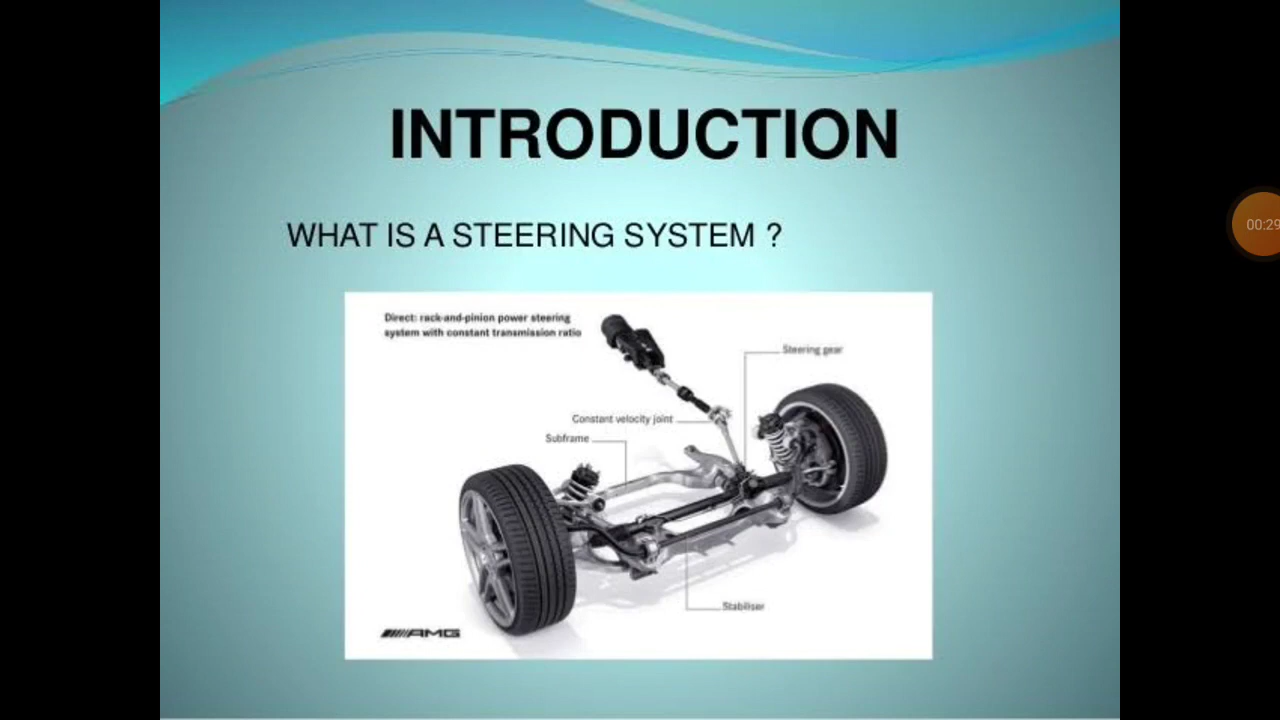 INTRODUCTION
WHAT IS A STEERING SYSTEM ?
Direct: rack-and-pinion power steering
system with constant transmission ratio
Steering gear
Constant velocity joint
Subframe
Stabiliser
AMG
00:29